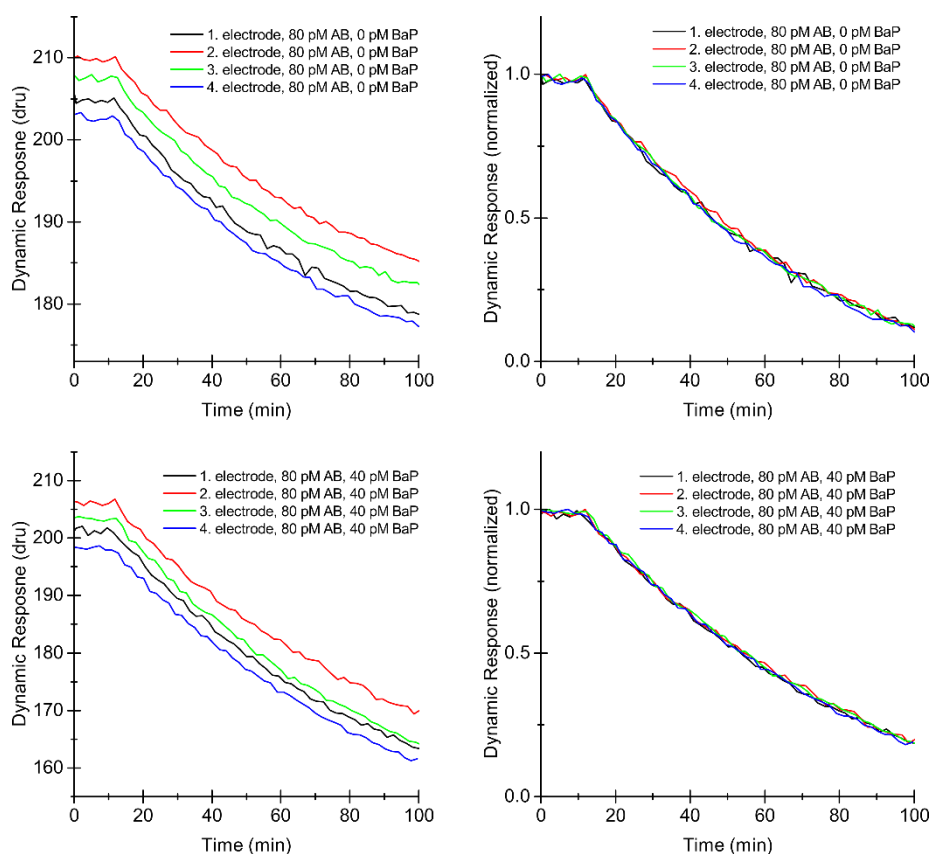 1. electrode, 80 pM AB, 0 pM BaP
2. electrode, 80 pM AB, 0 pM BaP
3. electrode, 80 pM AB, 0 pM BaP
4. electrode, 80 pM AB, 0 pM BaP
210
200
190
180
Dynamic Resposne (dru)
0 20 40 60 80 100
Time (min)
1. electrode, 80 pM AB, 0 pM BaP
2. electrode, 80 pM AB, 0 pM BaP
3. electrode, 80 pM AB, 0 pM BaP
4. electrode, 80 pM AB, 0 pM BaP
1.0
0.5
0.0
Dynamic Response (normalized)
0 20 40 60 80 100
Time (min)
1. electrode, 80 pM AB, 40 pM BaP
2. electrode, 80 pM AB, 40 pM BaP
3. electrode, 80 pM AB, 40 pM BaP
4. electrode, 80 pM AB, 40 pM BaP
210
200
190
180
170
160
Dynamic Resposne (dru)
0 20 40 60 80 100
Time (min)
1. electrode, 80 pM AB, 40 pM BaP
2. electrode, 80 pM AB, 40 pM BaP
3. electrode, 80 pM AB, 40 pM BaP
4. electrode, 80 pM AB, 40 pM BaP
1.0
0.5
0.0
Dynamic Response (normalized)
0 20 40 60 80 100
Time (min)